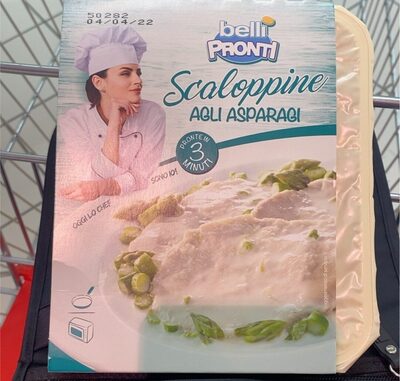 50282
04/04/22
belli
PRONTI
Scaloppine
AGLI ASPARAGI
PRONTE IN
3
MINUTI
OGGI LO CHEF
SONO IO!